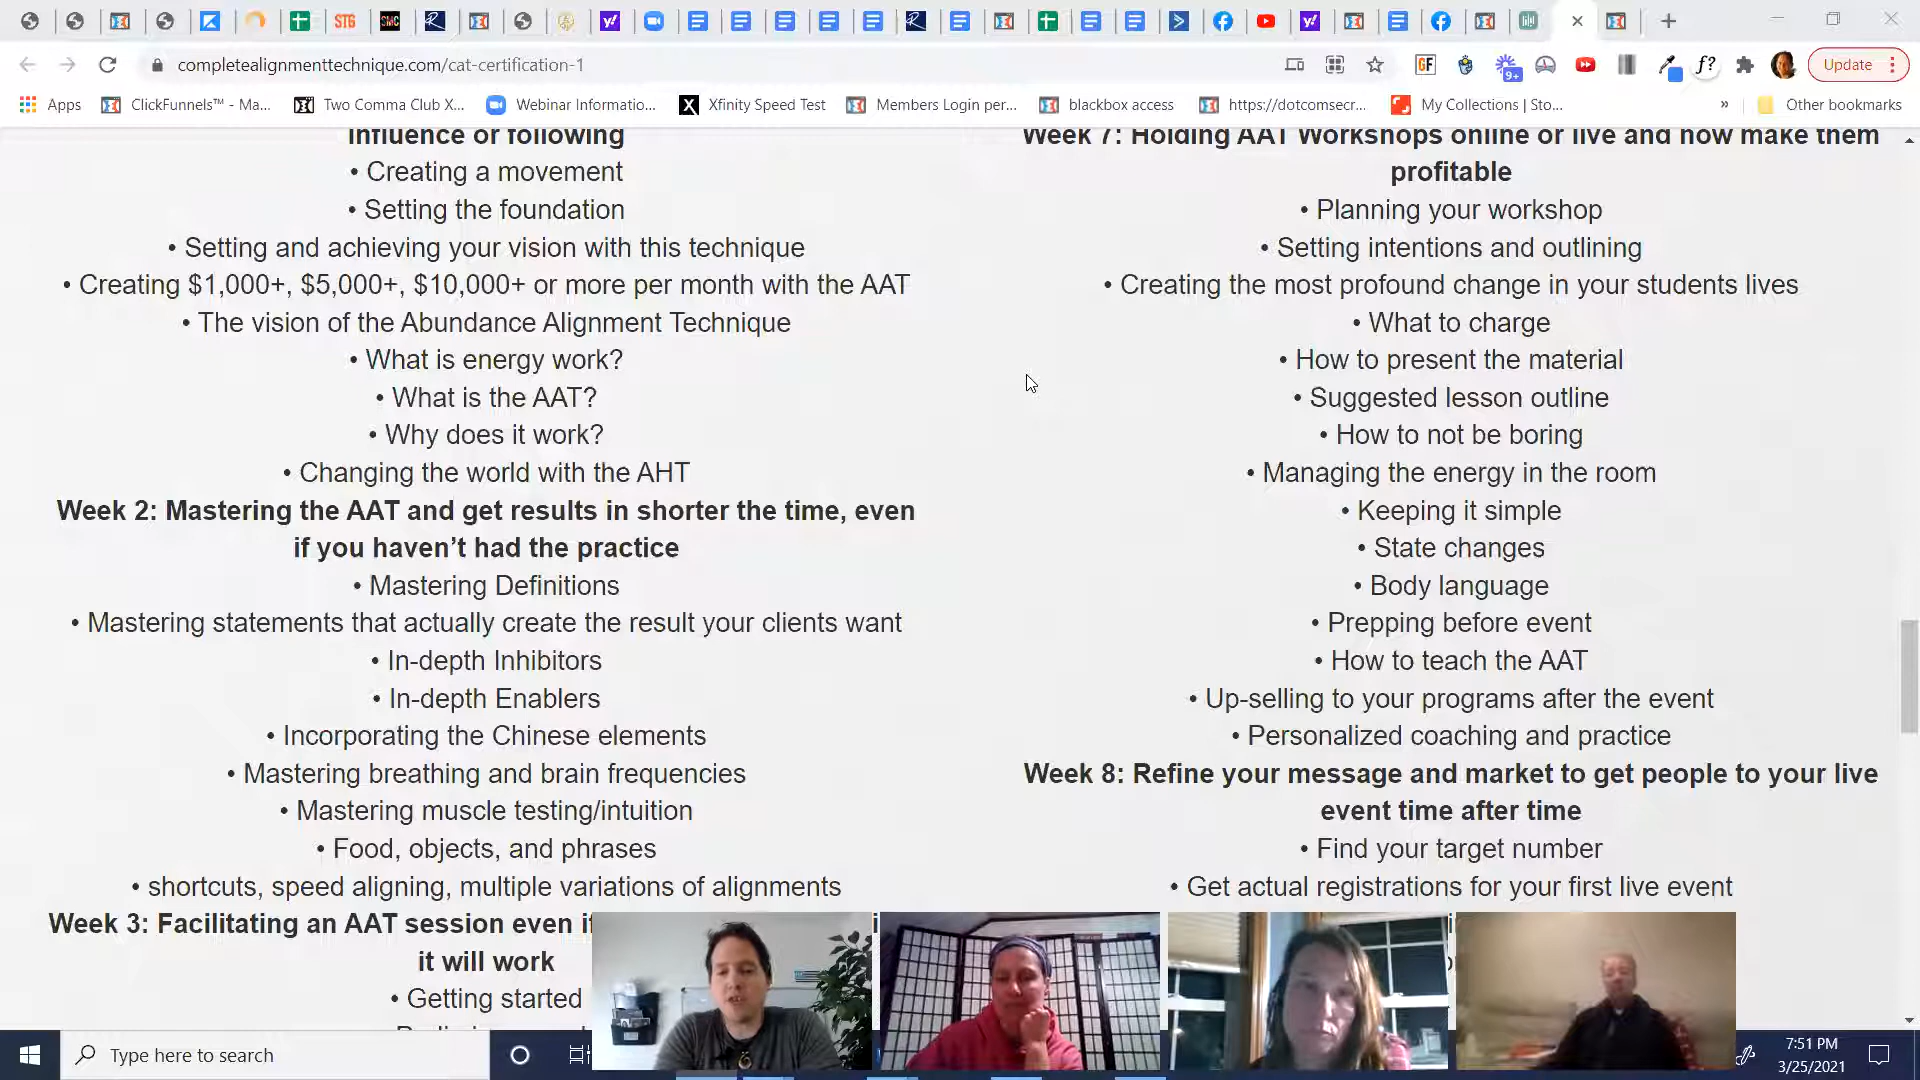 STG
GMC
R
R
completealignmenttechnique.com/cat-certification-1
GF
9+
f?
Update
Apps
ClickFunnels™ - Ma...
Two Comma Club X...
Webinar Informatio...
Xfinity Speed Test
Members Login per...
blackbox access
https://dotcomsecr...
My Collections | Sto...
»
Other bookmarks
Influence or following
• Creating a movement
• Setting the foundation
• Setting and achieving your vision with this technique
• Creating $1,000+, $5,000+, $10,000+ or more per month with the AAT
• The vision of the Abundance Alignment Technique
• What is energy work?
• What is the AAT?
• Why does it work?
• Changing the world with the AHT
Week 2: Mastering the AAT and get results in shorter the time, even
if you haven’t had the practice
• Mastering Definitions
• Mastering statements that actually create the result your clients want
• In-depth Inhibitors
• In-depth Enablers
• Incorporating the Chinese elements
• Mastering breathing and brain frequencies
• Mastering muscle testing/intuition
• Food, objects, and phrases
• shortcuts, speed aligning, multiple variations of alignments
Week 3: Facilitating an AAT session even if
it will work
• Getting started
Week 7: Holding AAT Workshops online or live and how make them
profitable
• Planning your workshop
• Setting intentions and outlining
• Creating the most profound change in your students lives
• What to charge
• How to present the material
• Suggested lesson outline
• How to not be boring
• Managing the energy in the room
• Keeping it simple
• State changes
• Body language
• Prepping before event
• How to teach the AAT
• Up-selling to your programs after the event
• Personalized coaching and practice
Week 8: Refine your message and market to get people to your live
event time after time
• Find your target number
• Get actual registrations for your first live event
Type here to search
7:51 PM
3/25/2021